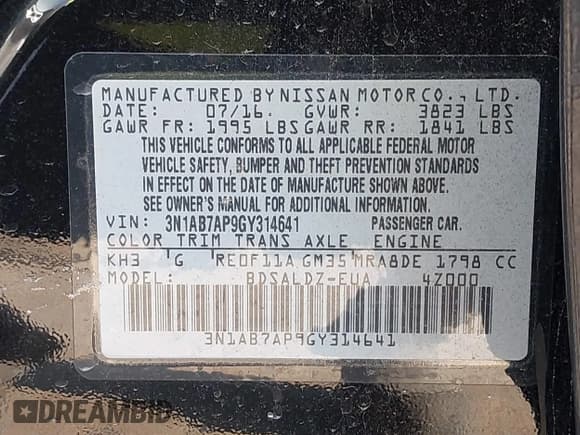 MANUFACTURED BY NISSAN MOTOR CO., LTD.
DATE: 07/16. GVWR: 3823 LBS
GAWR FR: 1995 LBS GAWR RR: 1841 LBS
THIS VEHICLE CONFORMS TO ALL APPLICABLE FEDERAL MOTOR
VEHICLE SAFETY, BUMPER AND THEFT PREVENTION STANDARDS
IN EFFECT ON THE DATE OF MANUFACTURE SHOWN ABOVE.
SEE OWNER'S MANUAL FOR ADDITIONAL INFORMATION.
VIN: 3N1AB7AP9GY314641 PASSENGER CAR.
COLOR TRIM TRANS AXLE ENGINE
KH3 G RE0F11A GM35 MRA8DE 1798 CC
MODEL: BDSALDZ-EUA 4Z000
3N1AB7AP9GY314641
DREAMBID